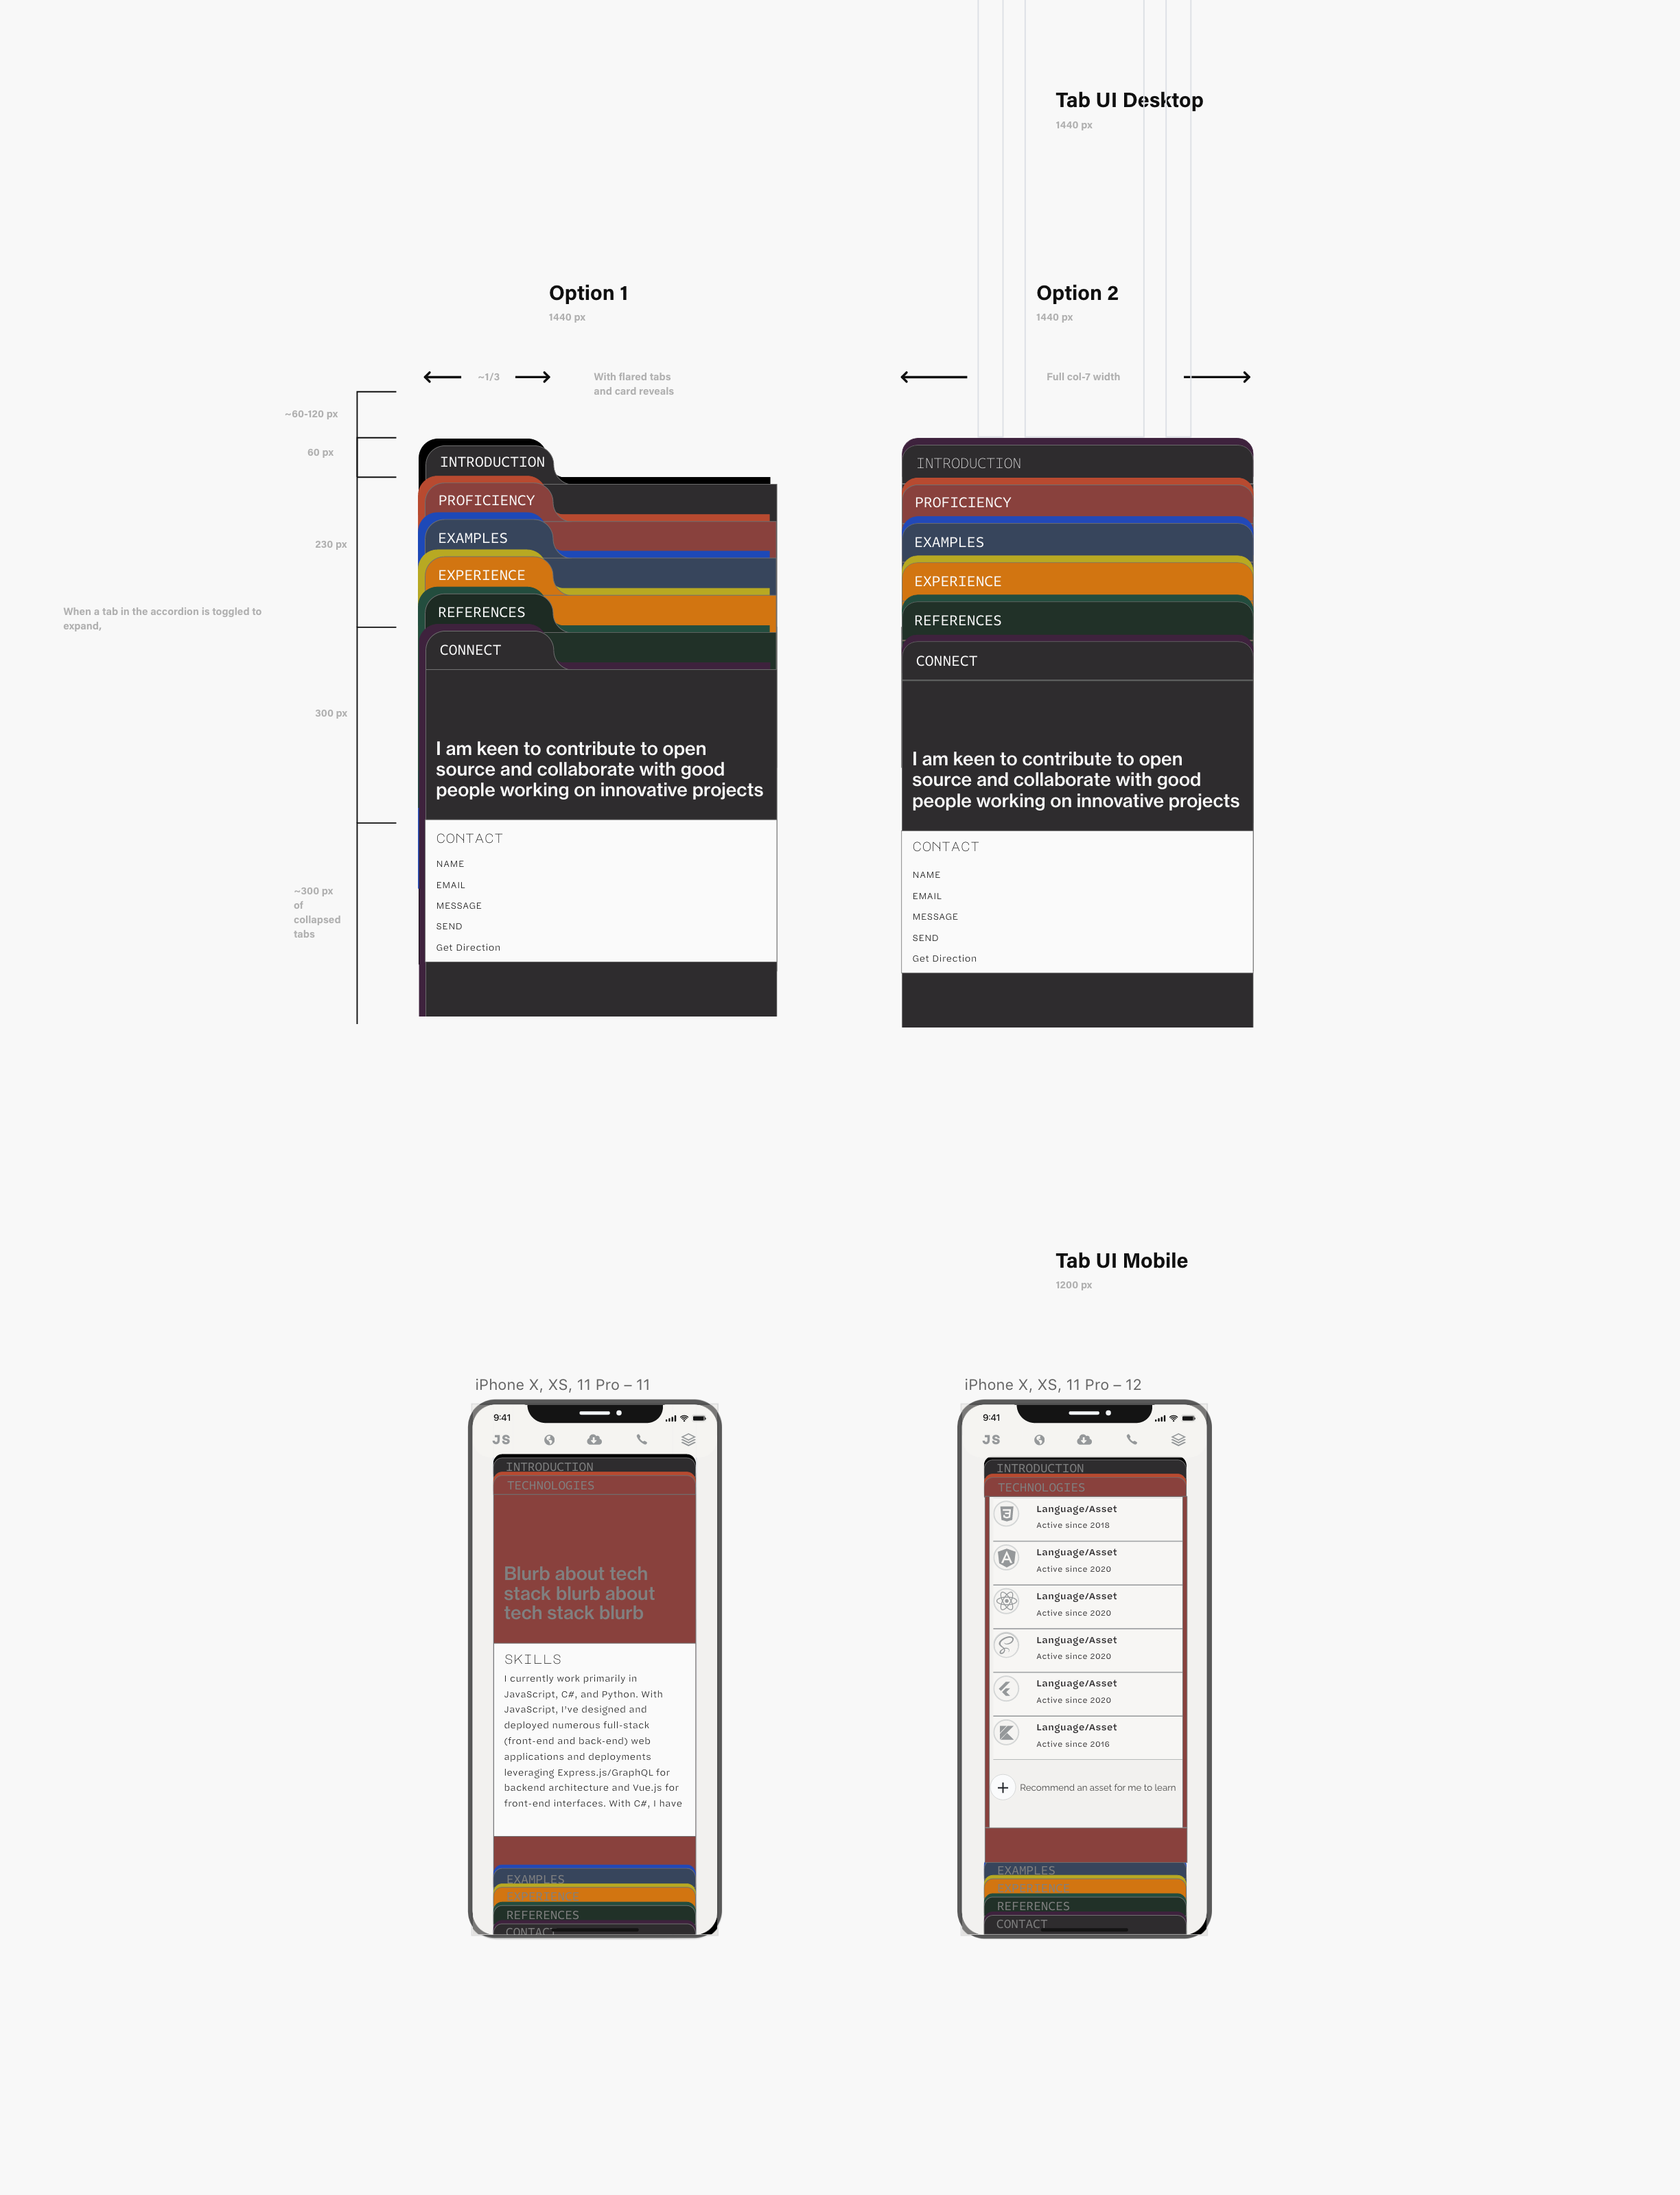 Tab UI Desktop
1440 px
Option 1
1440 px
Option 2
1440 px
~1/3
With flared tabs
and card reveals
Full col-7 width
~60-120 px
60 px
230 px
When a tab in the accordion is toggled to
expand,
300 px
~300 px
of
collapsed
tabs
INTRODUCTION
PROFICIENCY
EXAMPLES
EXPERIENCE
REFERENCES
CONNECT
I am keen to contribute to open
source and collaborate with good
people working on innovative projects
CONTACT
NAME
EMAIL
MESSAGE
SEND
Get Direction
INTRODUCTION
PROFICIENCY
EXAMPLES
EXPERIENCE
REFERENCES
CONNECT
I am keen to contribute to open
source and collaborate with good
people working on innovative projects
CONTACT
NAME
EMAIL
MESSAGE
SEND
Get Direction
Tab UI Mobile
1200 px
iPhone X, XS, 11 Pro – 11
9:41
JS
INTRODUCTION
TECHNOLOGIES
Blurb about tech
stack blurb about
tech stack blurb
SKILLS
I currently work primarily in
JavaScript, C#, and Python. With
JavaScript, I've designed and
deployed numerous full-stack
(front-end and back-end) web
applications and deployments
leveraging Express.js/GraphQL for
backend architecture and Vue.js for
front-end interfaces. With C#, I have
EXAMPLES
EXPERIENCE
REFERENCES
CONTACT
iPhone X, XS, 11 Pro – 12
9:41
JS
INTRODUCTION
TECHNOLOGIES
Language/Asset
Active since 2018
Language/Asset
Active since 2020
Language/Asset
Active since 2020
Language/Asset
Active since 2020
Language/Asset
Active since 2020
Language/Asset
Active since 2016
Recommend an asset for me to learn
EXAMPLES
REFERENCES
CONTACT